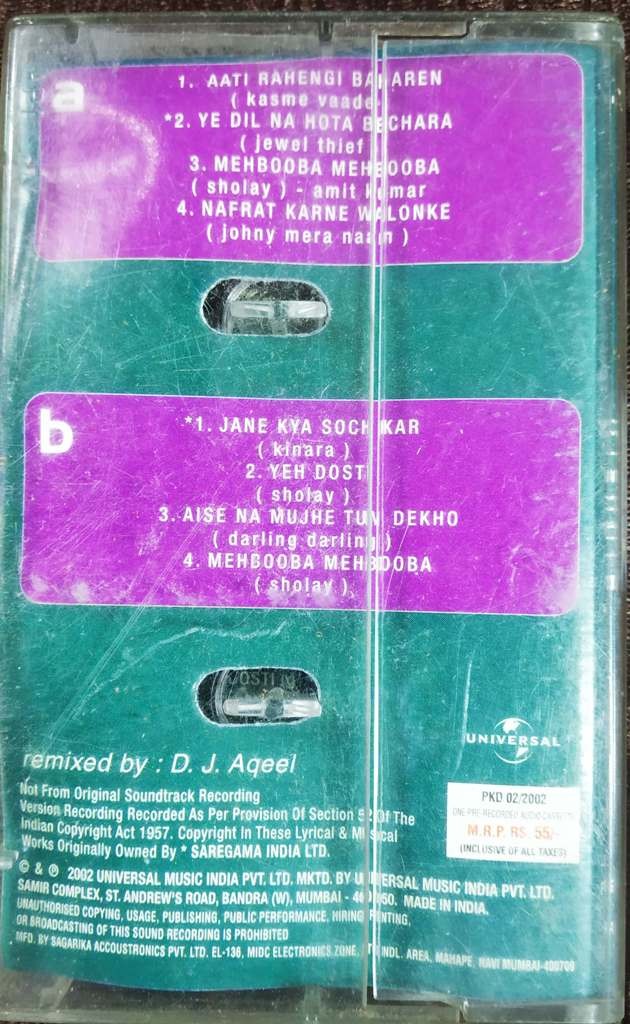 a
1. AATI RAHENGI BAHAREN
( kasme vaade
*2. YE DIL NA HOTA BECHARA
( jewel thief
3. MEHBOOBA MEHBOOBA
( sholay ) - amit kumar
4. NAFRAT KARNE WALONKE
( johny mera naam )
b
*1. JANE KYA SOCH KAR
( kinara )
2. YEH DOSTI
( sholay )
3. AISE NA MUJHE TUM DEKHO
( darling darling )
4. MEHBOOBA MEHBOOBA
( sholay )
remixed by : D. J. Aqeel
Not From Original Soundtrack Recording
Version Recording Recorded As Per Provision Of Section 52 Of The
Indian Copyright Act 1957. Copyright In These Lyrical & Musical
Works Originally Owned By * SAREGAMA INDIA LTD.
UNIVERSAL
PKD 02/2002
ONE PRE-RECORDED AUDIO CASSETTE
M.R.P. RS. 55/-
(INCLUSIVE OF ALL TAXES)
© & ℗ 2002 UNIVERSAL MUSIC INDIA PVT. LTD. MKTD. BY UNIVERSAL MUSIC INDIA PVT. LTD.
SAMIR COMPLEX, ST. ANDREW'S ROAD, BANDRA (W), MUMBAI - 400050. MADE IN INDIA.
UNAUTHORISED COPYING, USAGE, PUBLISHING, PUBLIC PERFORMANCE, HIRING, RENTING,
OR BROADCASTING OF THIS SOUND RECORDING IS PROHIBITED
MFD. BY SAGARIKA ACCOUSTRONICS PVT. LTD. EL-136, MIDC ELECTRONICS ZONE, INDL. AREA, MAHAPE, NAVI MUMBAI-400709